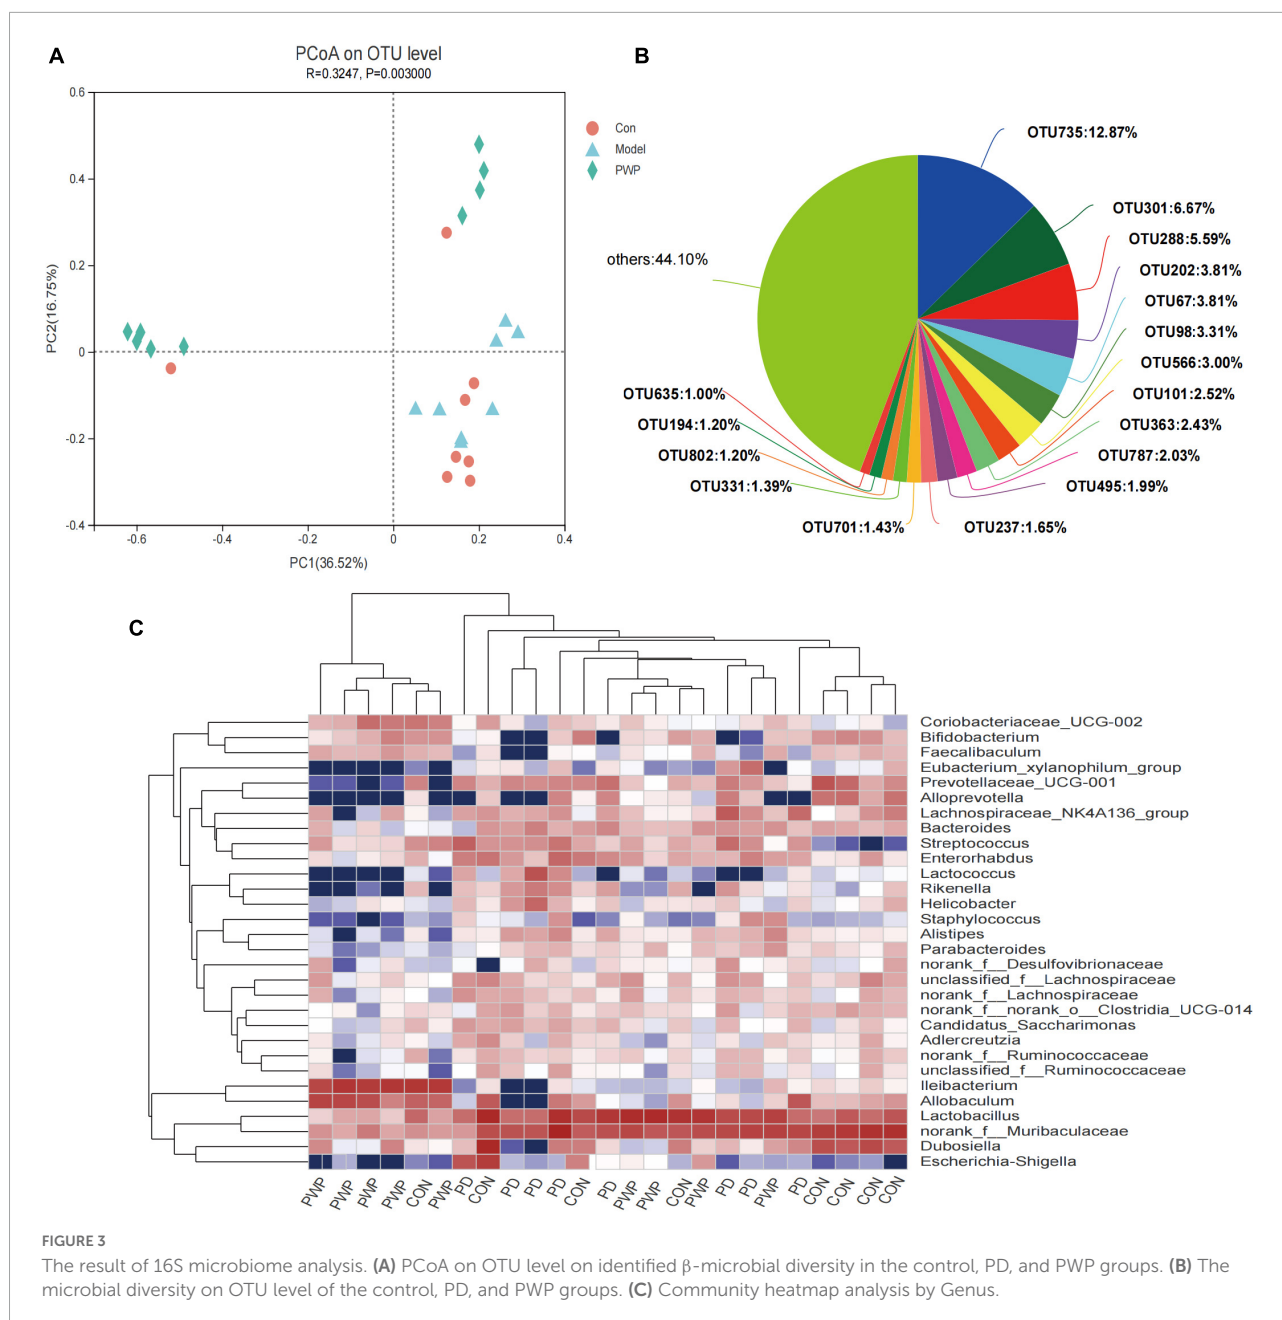 A
PCoA on OTU level
R=0.3247, P=0.003000
0.6
0.4
0.2
0
-0.2
-0.4
-0.6
-0.4
-0.2
0
0.2
0.4
PC2(16.75%)
PC1(36.52%)
Con
Model
PWP
B
OTU735:12.87%
OTU301:6.67%
OTU288:5.59%
OTU202:3.81%
OTU67:3.81%
OTU98:3.31%
OTU566:3.00%
OTU101:2.52%
OTU363:2.43%
OTU787:2.03%
OTU495:1.99%
OTU237:1.65%
OTU701:1.43%
OTU331:1.39%
OTU802:1.20%
OTU194:1.20%
OTU635:1.00%
others:44.10%
C
Coriobacteriaceae_UCG-002
Bifidobacterium
Faecalibaculum
Eubacterium_xylanophilum_group
Prevotellaceae_UCG-001
Alloprevotella
Lachnospiraceae_NK4A136_group
Bacteroides
Streptococcus
Enterorhabdus
Lactococcus
Rikenella
Helicobacter
Staphylococcus
Alistipes
Parabacteroides
norank_f__Desulfovibrionaceae
unclassified_f__Lachnospiraceae
norank_f__Lachnospiraceae
norank_f__norank_o__Clostridia_UCG-014
Candidatus_Saccharimonas
Adlercreutzia
norank_f__Ruminococcaceae
unclassified_f__Ruminococcaceae
Ileibacterium
Allobaculum
Lactobacillus
norank_f__Muribaculaceae
Dubosiella
Escherichia-Shigella
PWP
PWP
PWP
PWP
CON
PWP
PD
CON
PD
PD
PD
CON
PD
PWP
PWP
CON
PWP
PD
PD
PWP
PD
CON
CON
CON
CON
FIGURE 3
The result of 16S microbiome analysis. (A) PCoA on OTU level on identified β-microbial diversity in the control, PD, and PWP groups. (B) The
microbial diversity on OTU level of the control, PD, and PWP groups. (C) Community heatmap analysis by Genus.